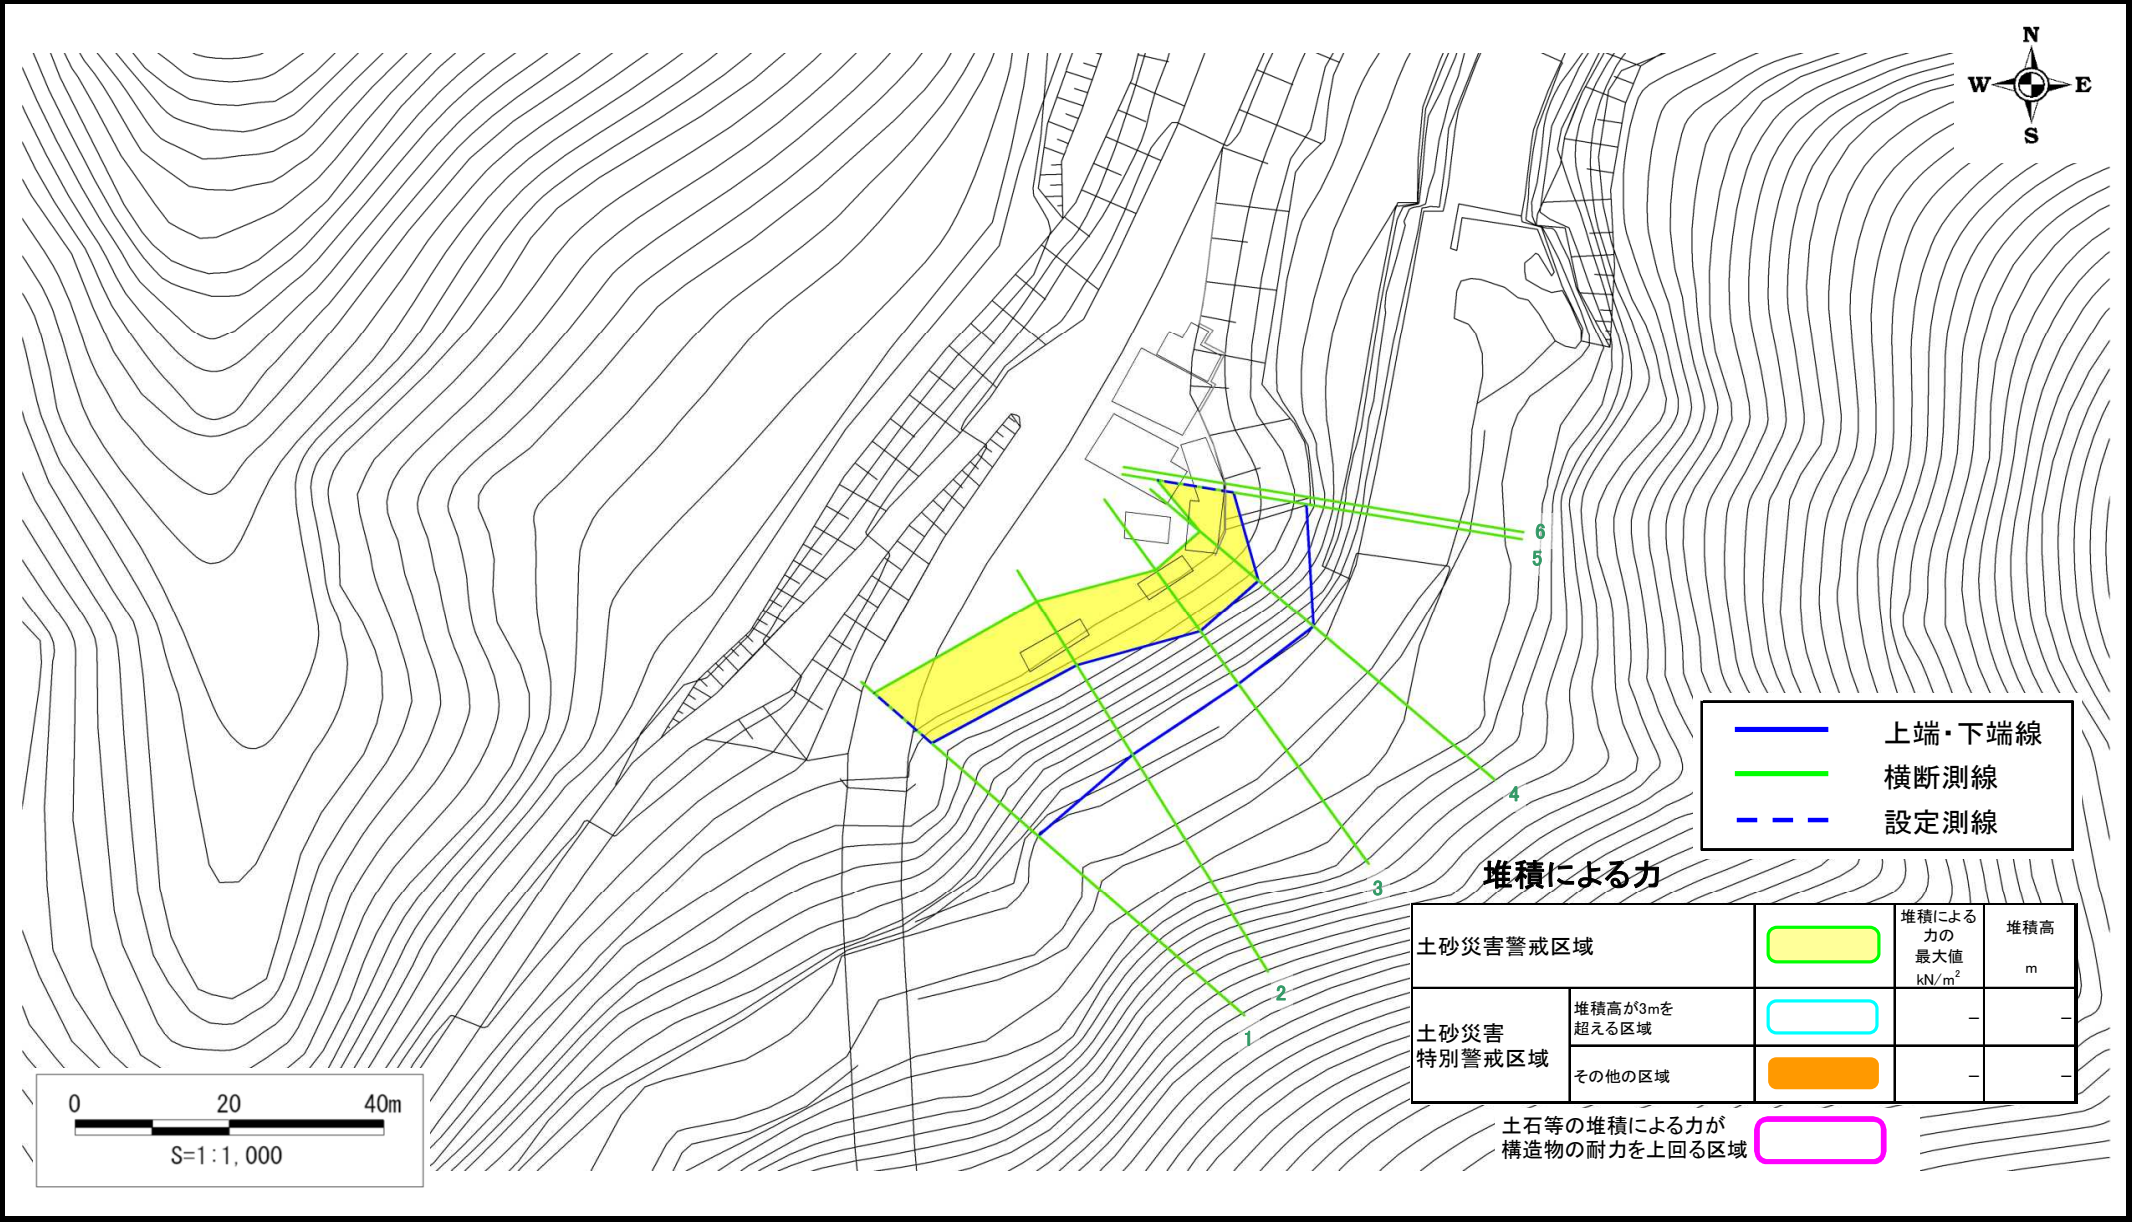 N
W E
S
6
5
4
3
2
1
上端・下端線
横断測線
設定測線
堆積による力
土砂災害警戒区域
堆積による
力の
最大値
kN/m²
堆積高
m
土砂災害
特別警戒区域
堆積高が3mを
超える区域
－ －
その他の区域
－ －
土石等の堆積による力が
構造物の耐力を上回る区域
0 20 40m
S=1:1,000